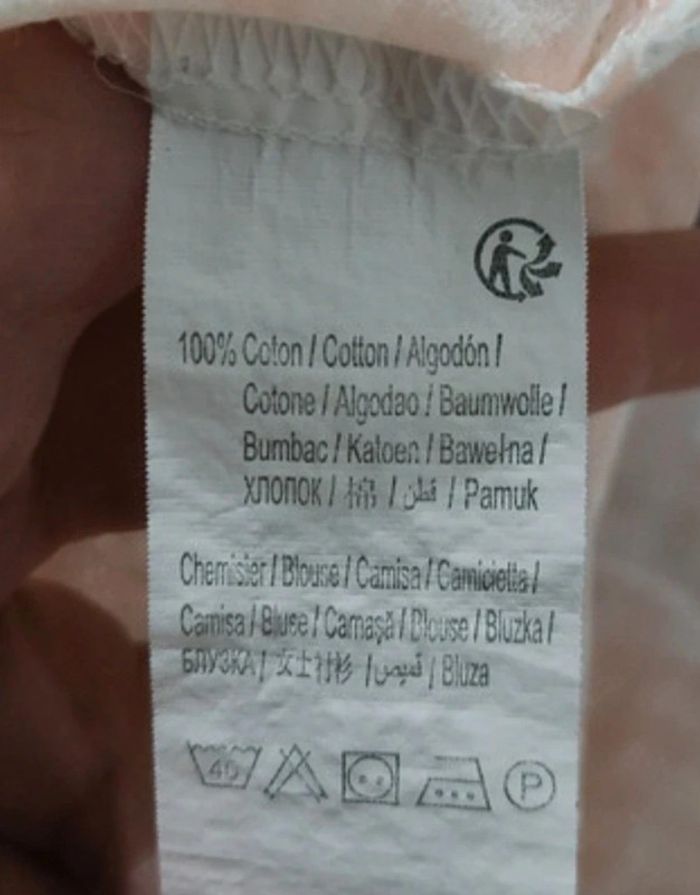 100% Coton / Cotton / Algodón /
Cotone / Algodao / Baumwolle /
Bumbac / Katoen / Bawełna /
ХЛОПОК / 棉 / قطن / Pamuk
Chemisier / Blouse / Camisa / Camicietta /
Camisa / Bluse / Camaşă / Blouse / Bluzka /
БЛУЗКА / 女士衬衫 / قميص / Bluza
40
P